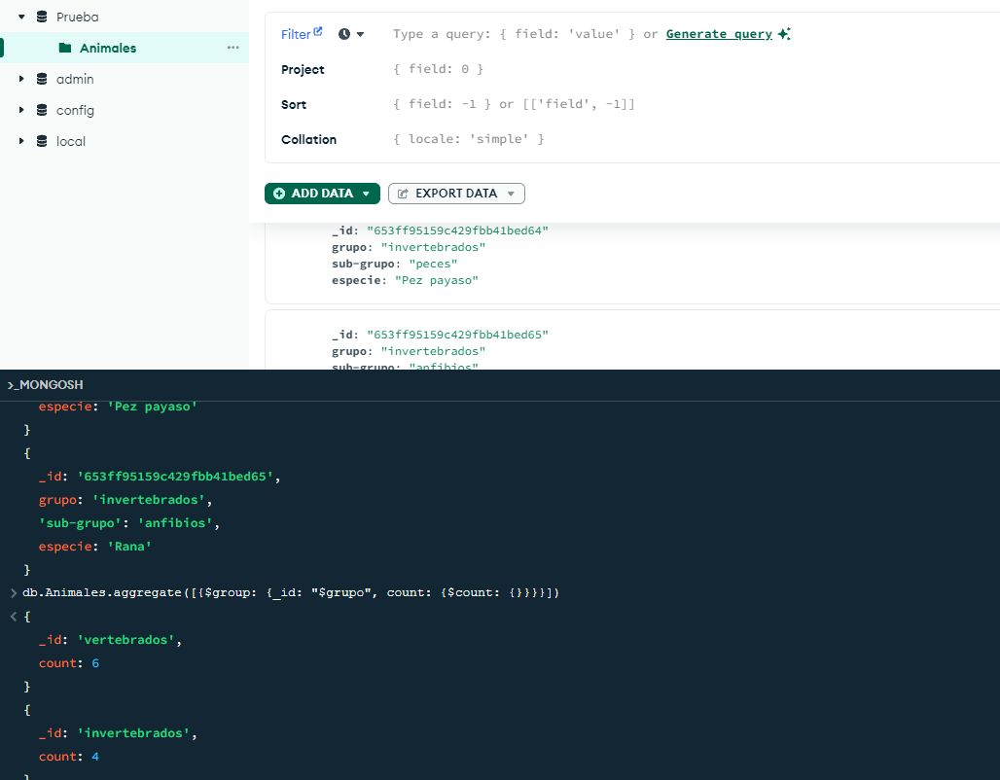 Prueba
Animales
admin
config
local
Filter
Type a query: { field: 'value' } or Generate query
Project
{ field: 0 }
Sort
{ field: -1 } or [['field', -1]]
Collation
{ locale: 'simple' }
ADD DATA
EXPORT DATA
_id: "653ff95159c429fbb41bed64"
grupo: "invertebrados"
sub-grupo: "peces"
especie: "Pez payaso"
_id: "653ff95159c429fbb41bed65"
grupo: "invertebrados"
sub-grupo: "anfibios"
>_MONGOSH
especie: 'Pez payaso'
}
{
_id: '653ff95159c429fbb41bed65',
grupo: 'invertebrados',
'sub-grupo': 'anfibios',
especie: 'Rana'
}
> db.Animales.aggregate([{$group: {_id: "$grupo", count: {$count: {}}}}])
< {
_id: 'vertebrados',
count: 6
}
{
_id: 'invertebrados',
count: 4
}